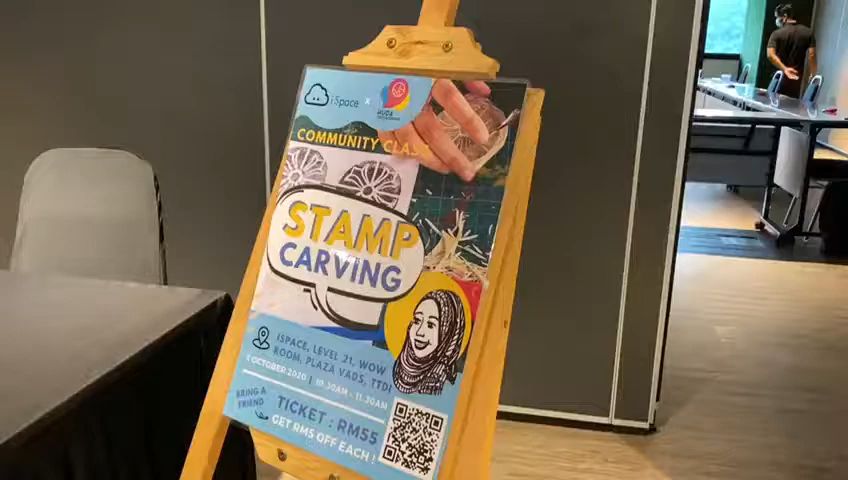 iSpace x
COMMUNITY CLASS
STAMP
CARVING
ISPACE, LEVEL 21, WOW
ROOM, PLAZA VADS, TTDI
OCTOBER 2020 | 10.30AM - 11.30AM
BRING A
FRIEND
TICKET : RM55
GET RM5 OFF EACH !